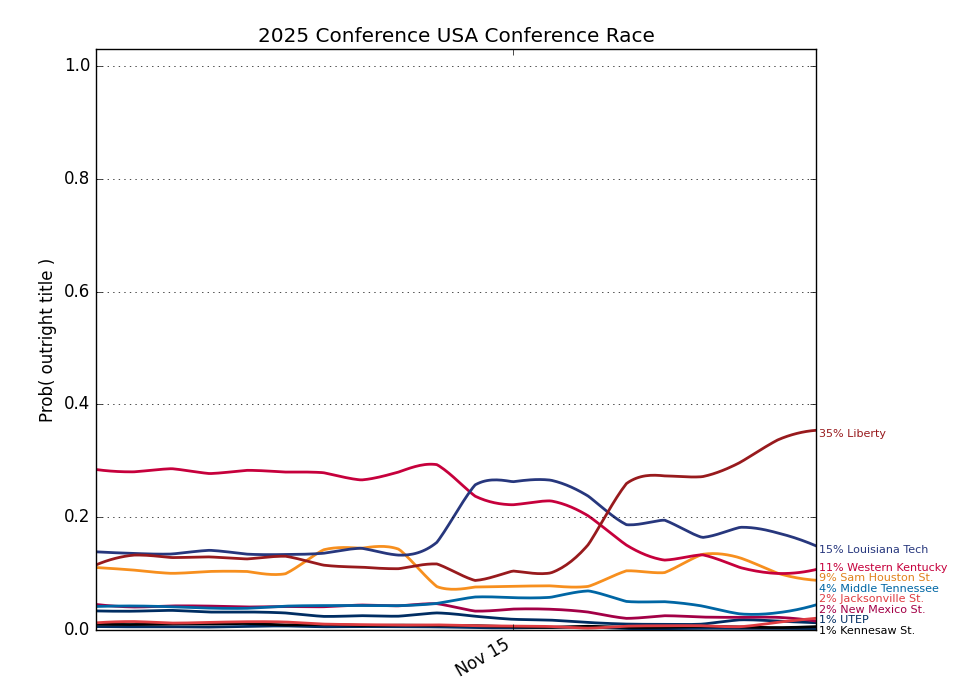 2025 Conference USA Conference Race
1.0
0.8
0.6
0.4
0.2
0.0
Prob( outright title )
Nov 15
35% Liberty
15% Louisiana Tech
11% Western Kentucky
9% Sam Houston St.
4% Middle Tennessee
2% Jacksonville St.
2% New Mexico St.
1% UTEP
1% Kennesaw St.